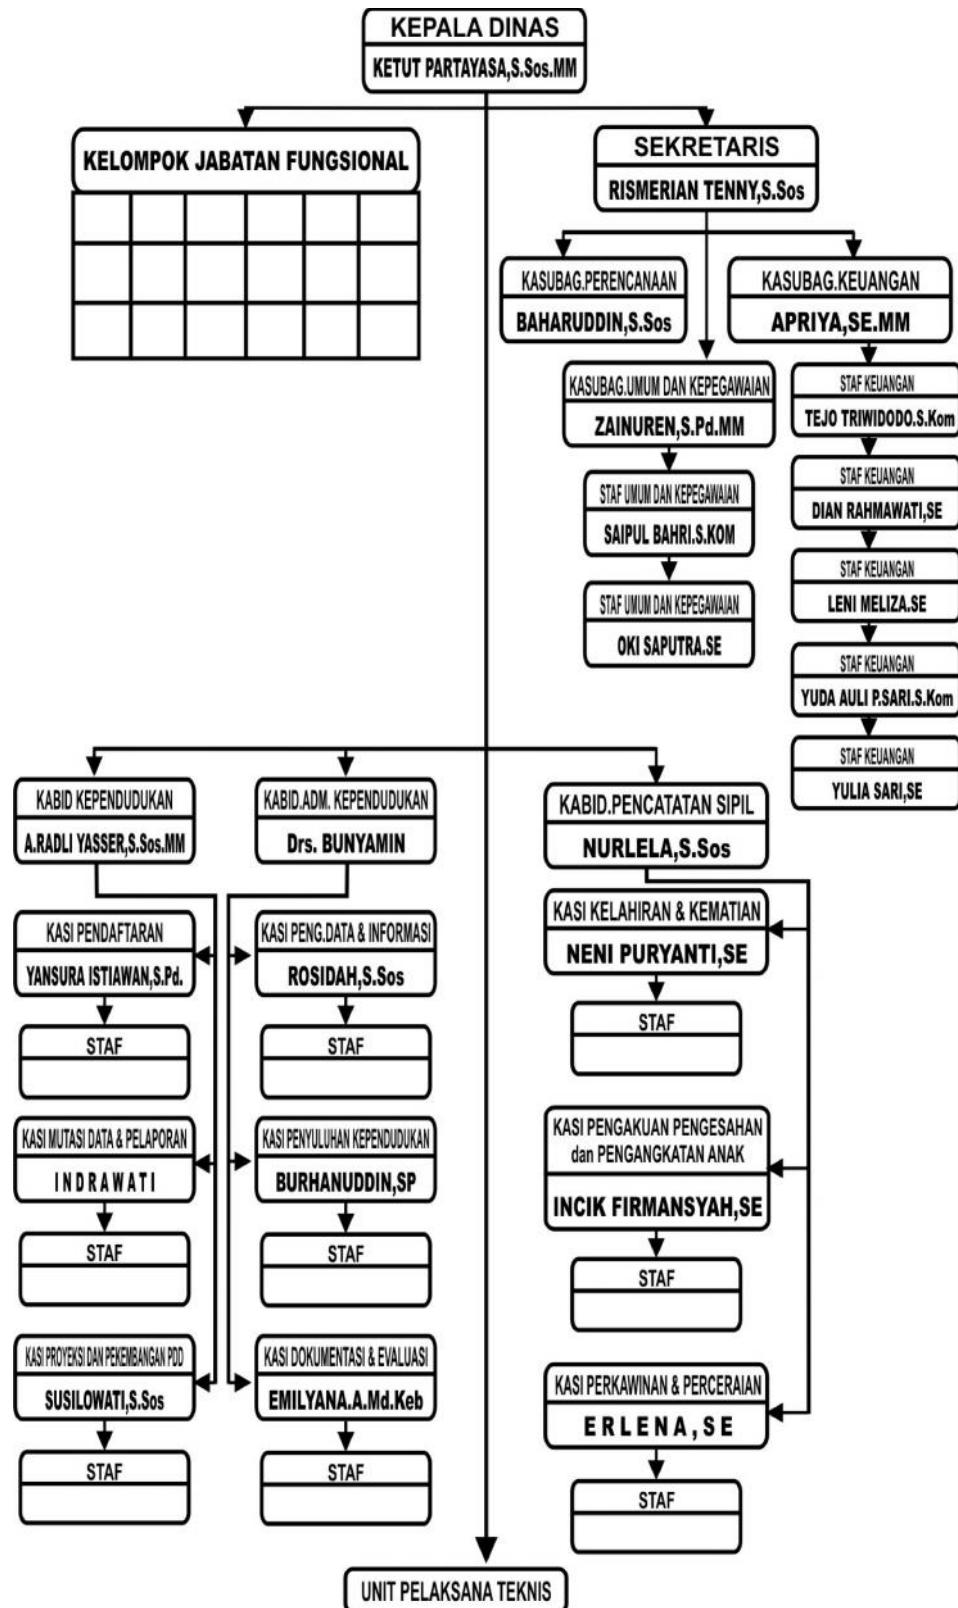 KEPALA DINAS
KETUT PARTAYASA,S.Sos.MM
KELOMPOK JABATAN FUNGSIONAL
SEKRETARIS
RISMERIAN TENNY,S.Sos
KASUBAG.PERENCANAAN
BAHARUDDIN,S.Sos
KASUBAG.KEUANGAN
APRIYA,SE.MM
KASUBAG.UMUM DAN KEPEGAWAIAN
ZAINUREN,S.Pd.MM
STAF UMUM DAN KEPEGAWAIAN
SAIPUL BAHRI.S.KOM
STAF UMUM DAN KEPEGAWAIAN
OKI SAPUTRA.SE
STAF KEUANGAN
TEJO TRIWIDODO.S.Kom
STAF KEUANGAN
DIAN RAHMAWATI,SE
STAF KEUANGAN
LENI MELIZA.SE
STAF KEUANGAN
YUDA AULI P.SARI.S.Kom
STAF KEUANGAN
YULIA SARI,SE
KABID KEPENDUDUKAN
A.RADLI YASSER,S.Sos.MM
KASI PENDAFTARAN
YANSURA ISTIAWAN,S.Pd.
STAF
KASI MUTASI DATA & PELAPORAN
I N D R A W A T I
STAF
KASI PROYEKSI DAN PEKEMBANGAN PDD
SUSILOWATI,S.Sos
STAF
KABID.ADM. KEPENDUDUKAN
Drs. BUNYAMIN
KASI PENG.DATA & INFORMASI
ROSIDAH,S.Sos
STAF
KASI PENYULUHAN KEPENDUDUKAN
BURHANUDDIN,SP
STAF
KASI DOKUMENTASI & EVALUASI
EMILYANA.A.Md.Keb
STAF
KABID.PENCATATAN SIPIL
NURLELA,S.Sos
KASI KELAHIRAN & KEMATIAN
NENI PURYANTI,SE
STAF
KASI PENGAKUAN PENGESAHAN
dan PENGANGKATAN ANAK
INCIK FIRMANSYAH,SE
STAF
KASI PERKAWINAN & PERCERAIAN
E R L E N A , S E
STAF
UNIT PELAKSANA TEKNIS